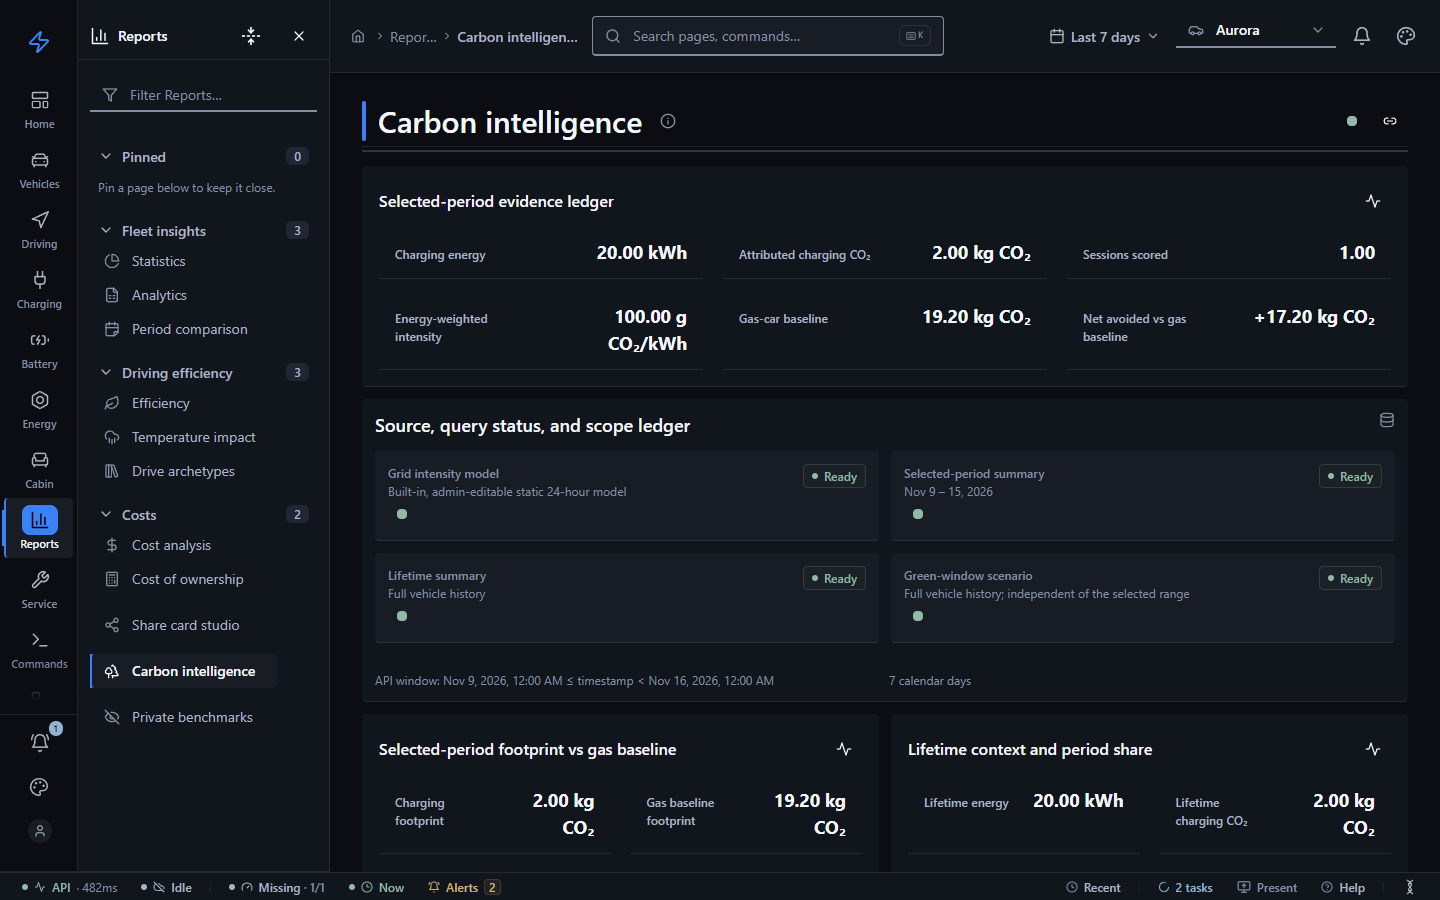 Reports
Repor...
Carbon intelligen...
Search pages, commands...
K
Last 7 days
Aurora
Home
Vehicles
Driving
Charging
Battery
Energy
Cabin
Reports
Service
Commands
1
Filter Reports...
Pinned
0
Pin a page below to keep it close.
Fleet insights
3
Statistics
Analytics
Period comparison
Driving efficiency
3
Efficiency
Temperature impact
Drive archetypes
Costs
2
Cost analysis
Cost of ownership
Share card studio
Carbon intelligence
Private benchmarks
Carbon intelligence
Selected-period evidence ledger
Charging energy
20.00 kWh
Attributed charging CO₂
2.00 kg CO₂
Sessions scored
1.00
Energy-weighted
intensity
100.00 g
CO₂/kWh
Gas-car baseline
19.20 kg CO₂
Net avoided vs gas
baseline
+17.20 kg CO₂
Source, query status, and scope ledger
Grid intensity model
Built-in, admin-editable static 24-hour model
Ready
Selected-period summary
Nov 9 – 15, 2026
Ready
Lifetime summary
Full vehicle history
Ready
Green-window scenario
Full vehicle history; independent of the selected range
Ready
API window: Nov 9, 2026, 12:00 AM ≤ timestamp < Nov 16, 2026, 12:00 AM
7 calendar days
Selected-period footprint vs gas baseline
Charging
footprint
2.00 kg
CO₂
Gas baseline
footprint
19.20 kg
CO₂
Lifetime context and period share
Lifetime energy
20.00 kWh
Lifetime
charging CO₂
2.00 kg
CO₂
API · 482ms
Idle
Missing · 1/1
Now
Alerts 2
Recent
2 tasks
Present
Help